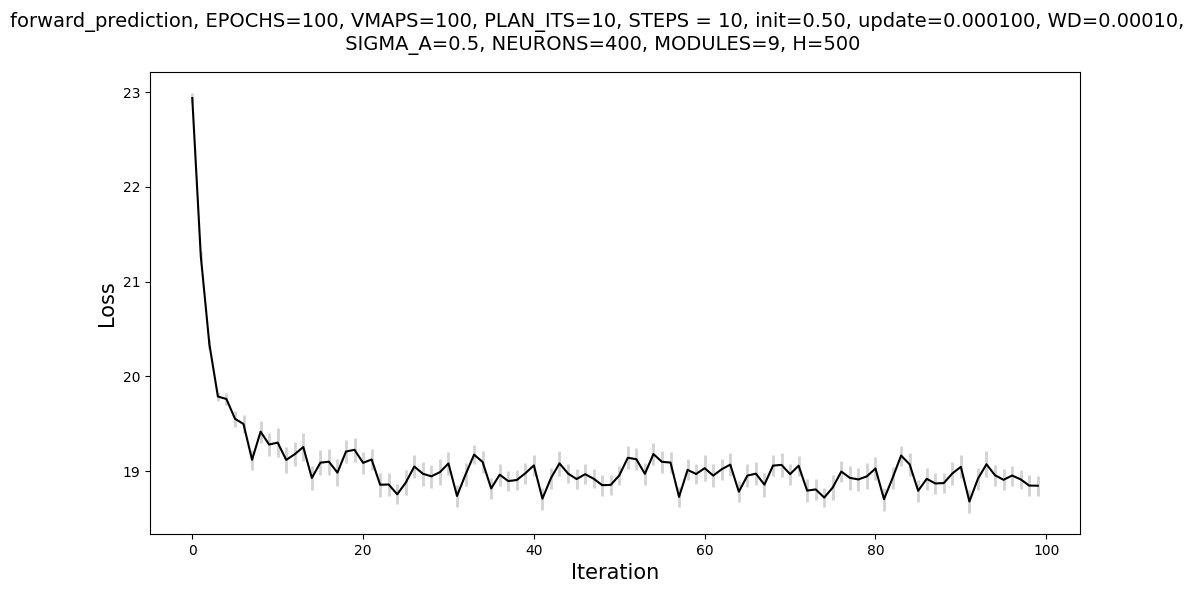 forward_prediction, EPOCHS=100, VMAPS=100, PLAN_ITS=10, STEPS = 10, init=0.50, update=0.000100, WD=0.00010,
SIGMA_A=0.5, NEURONS=400, MODULES=9, H=500
23
22
21
20
19
Loss
0 20 40 60 80 100
Iteration